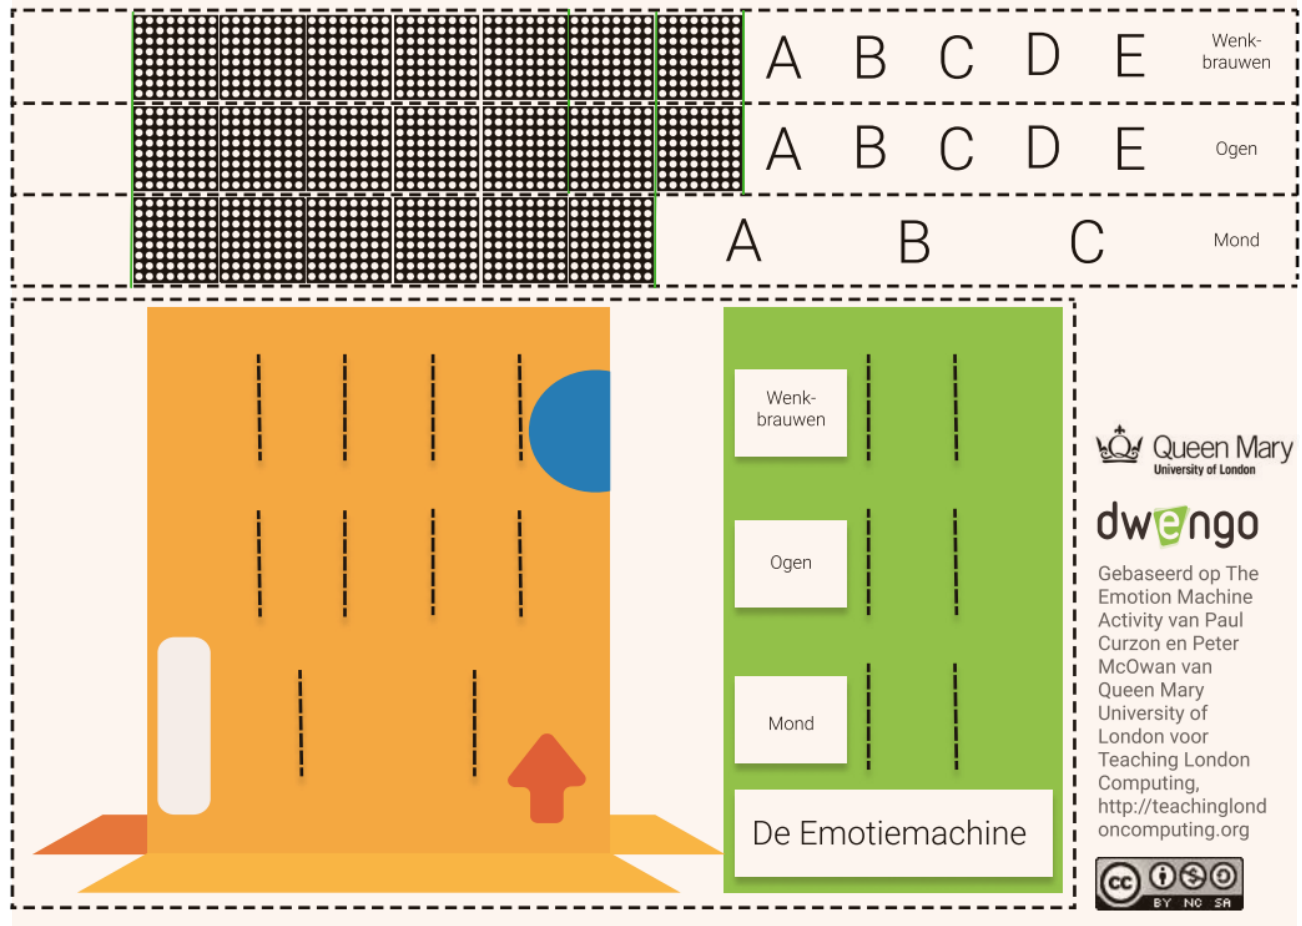 A B C D E Wenk-
brauwen
A B C D E Ogen
A B C Mond
Wenk-
brauwen
Ogen
Mond
De Emotiemachine
Queen Mary
University of London
dwengo
Gebaseerd op The
Emotion Machine
Activity van Paul
Curzon en Peter
McOwan van
Queen Mary
University of
London voor
Teaching London
Computing,
http://teachinglond
oncomputing.org
cc
BY NC SA